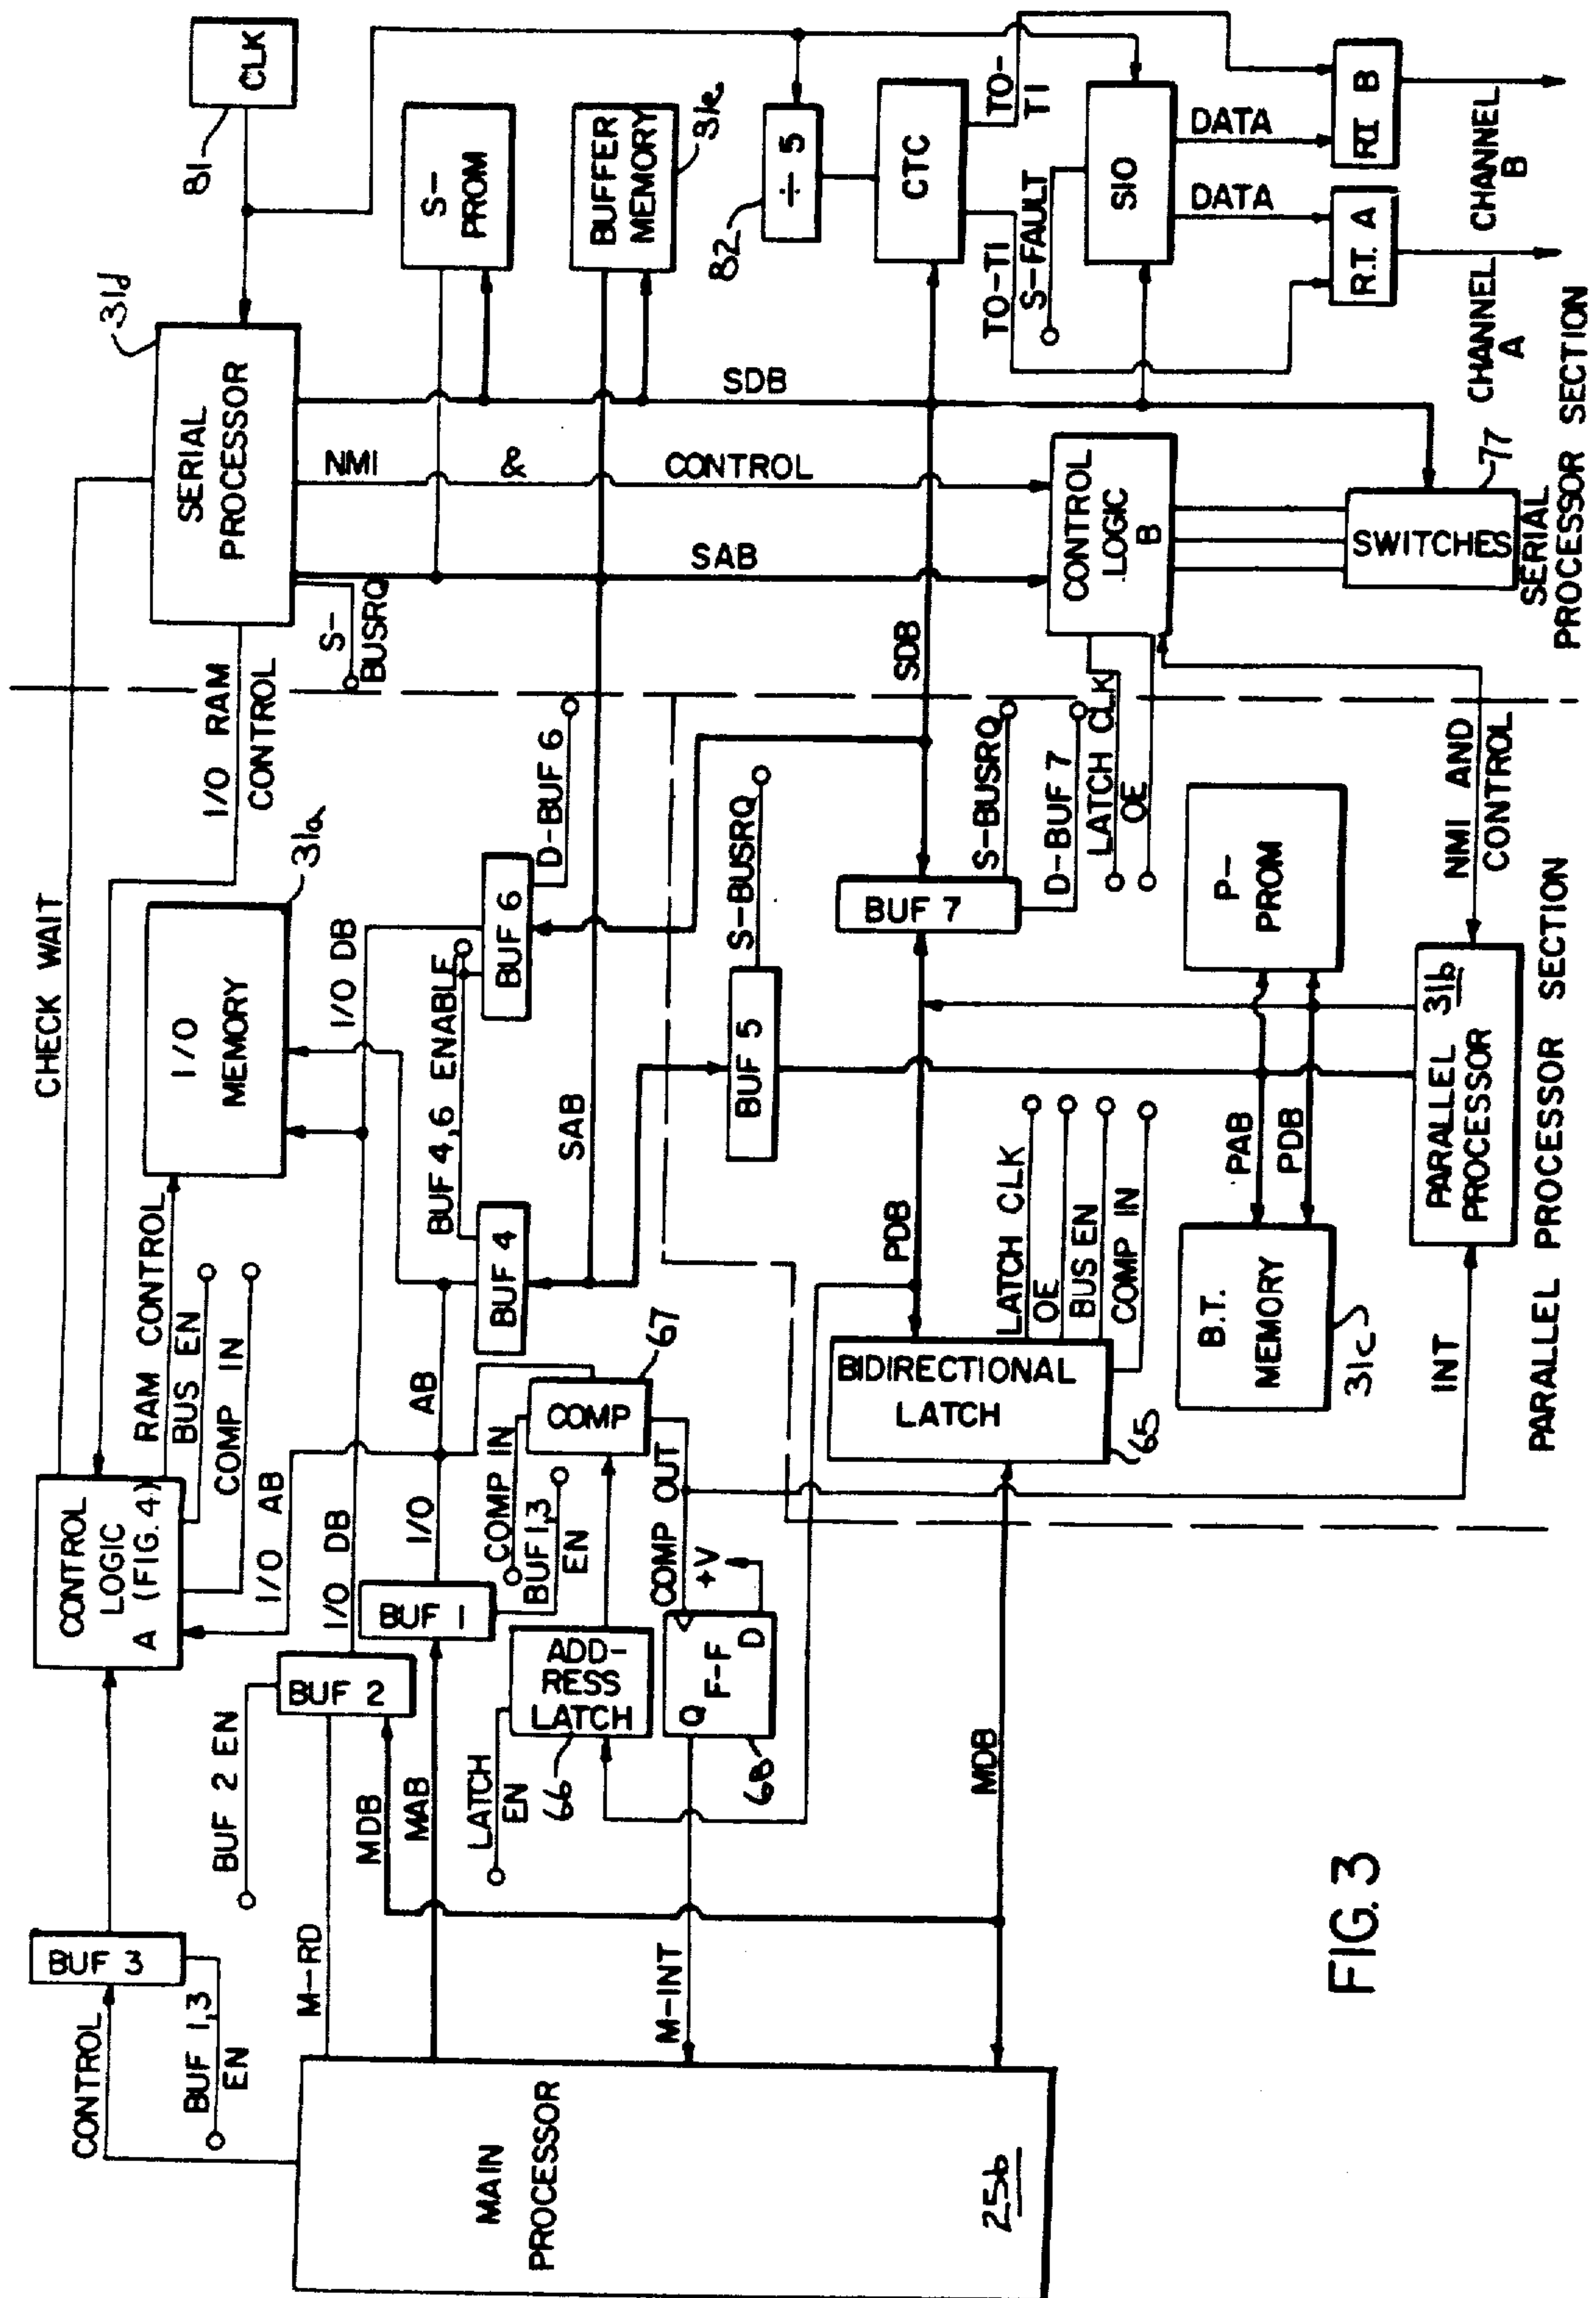 CONTROL
BUF 3
BUF 1,3
EN
M-RD
BUF 2 EN
BUF 2
MDB
MAB
LATCH
EN
66
ADD-
RESS
LATCH
M-INT
Q
F-F
D
68
+V
MDB
MAIN
PROCESSOR
25b
CONTROL
LOGIC
A (FIG. 4)
CHECK WAIT
RAM CONTROL
BUS EN
COMP IN
I/O AB
I/O DB
BUF 1
I/O
AB
COMP IN
BUF 1,3
EN
COMP
67
COMP OUT
I/O
MEMORY
31a
I/O RAM
CONTROL
I/O DB
BUF 4,6 ENABLE
BUF 4
BUF 6
D-BUF 6
SAB
BUF 5
S-BUSRQ
PDB
BIDIRECTIONAL
LATCH
65
LATCH CLK
OE
BUS EN
COMP IN
BUF 7
S-BUSRQ
D-BUF 7
LATCH CLK
OE
SDB
PAB
PDB
B.T.
MEMORY
31c
P-
PROM
INT
PARALLEL
PROCESSOR
31b
NMI AND
CONTROL
PARALLEL PROCESSOR SECTION
SERIAL
PROCESSOR
31d
S-
BUSRQ
81
CLK
S-
PROM
BUFFER
MEMORY
31e
NMI & CONTROL
SAB
SDB
82
÷ 5
CTC
TO-TI
TO-
TI
S-FAULT
SIO
DATA
DATA
CONTROL
LOGIC
B
SWITCHES
77
R.T. A
RT B
CHANNEL
A
CHANNEL
B
SERIAL
PROCESSOR SECTION
FIG. 3